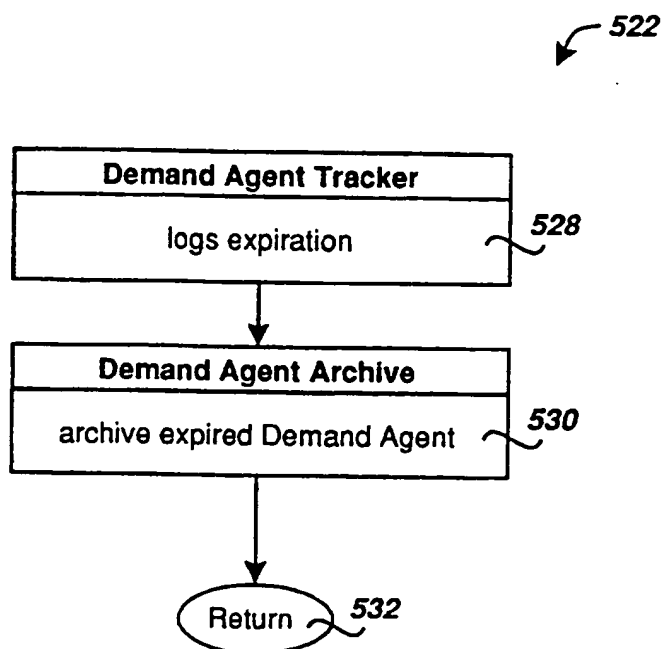 522
Demand Agent Tracker
logs expiration
528
Demand Agent Archive
archive expired Demand Agent
530
Return
532